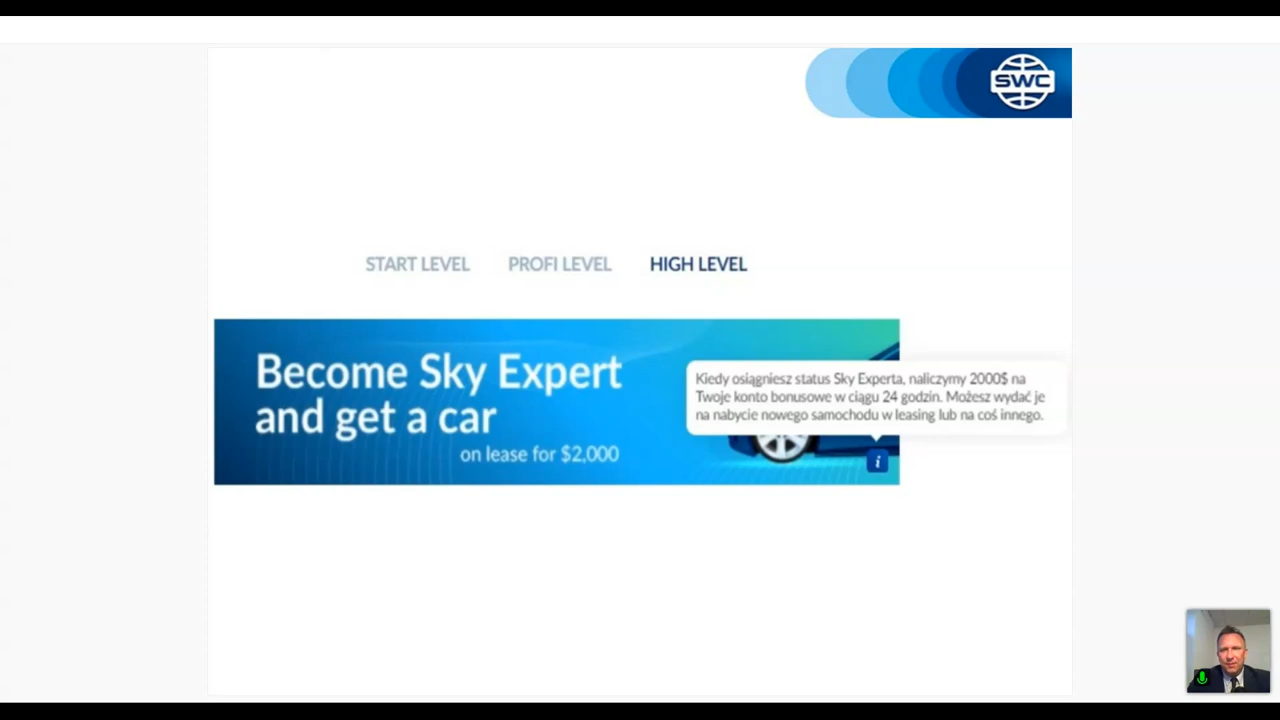 SWC
START LEVEL PROFI LEVEL HIGH LEVEL
Become Sky Expert
and get a car
on lease for $2,000
Kiedy osiągniesz status Sky Experta, naliczymy 2000$ na
Twoje konto bonusowe w ciągu 24 godzin. Możesz wydać je
na nabycie nowego samochodu w leasing lub na coś innego.
i